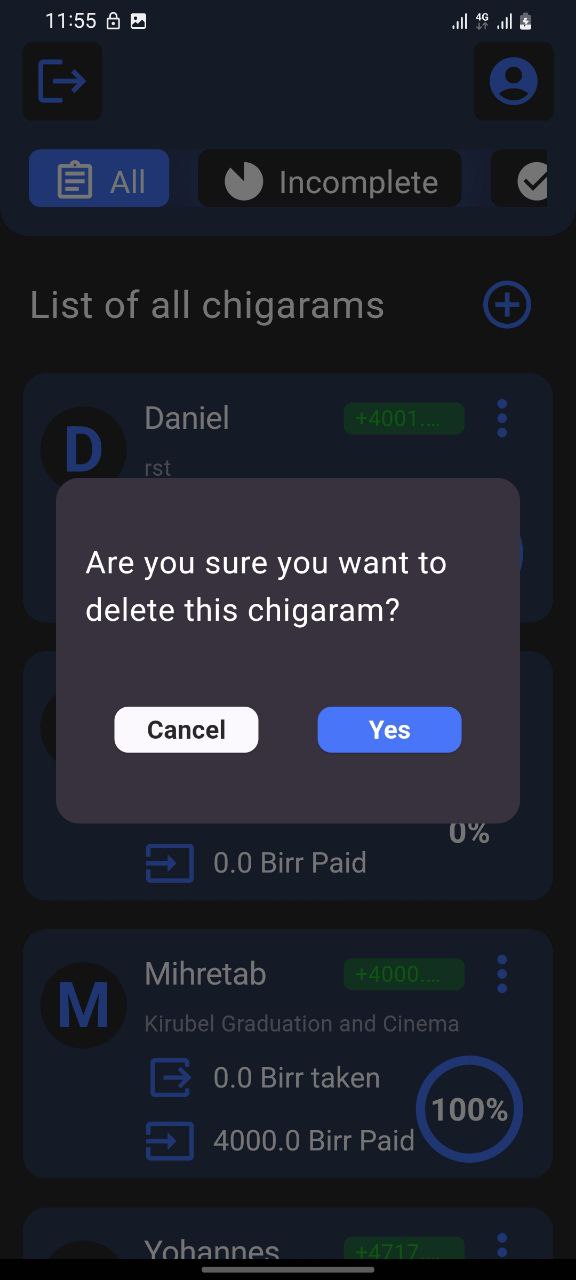 11:55 4G
All Incomplete
List of all chigarams
Daniel +4001....
D
rst
Are you sure you want to
delete this chigaram?
Cancel Yes
0%
0.0 Birr Paid
Mihretab +4000....
M
Kirubel Graduation and Cinema
0.0 Birr taken
100%
4000.0 Birr Paid
Yohannes +4717....